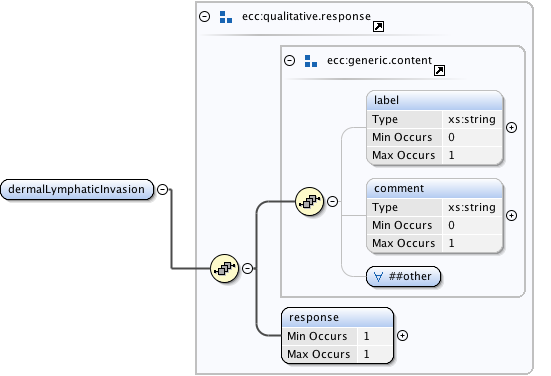 ecc:qualitative.response
ecc:generic.content
label
Type xs:string
Min Occurs 0
Max Occurs 1
comment
Type xs:string
Min Occurs 0
Max Occurs 1
dermalLymphaticInvasion
∀ ##other
response
Min Occurs 1
Max Occurs 1